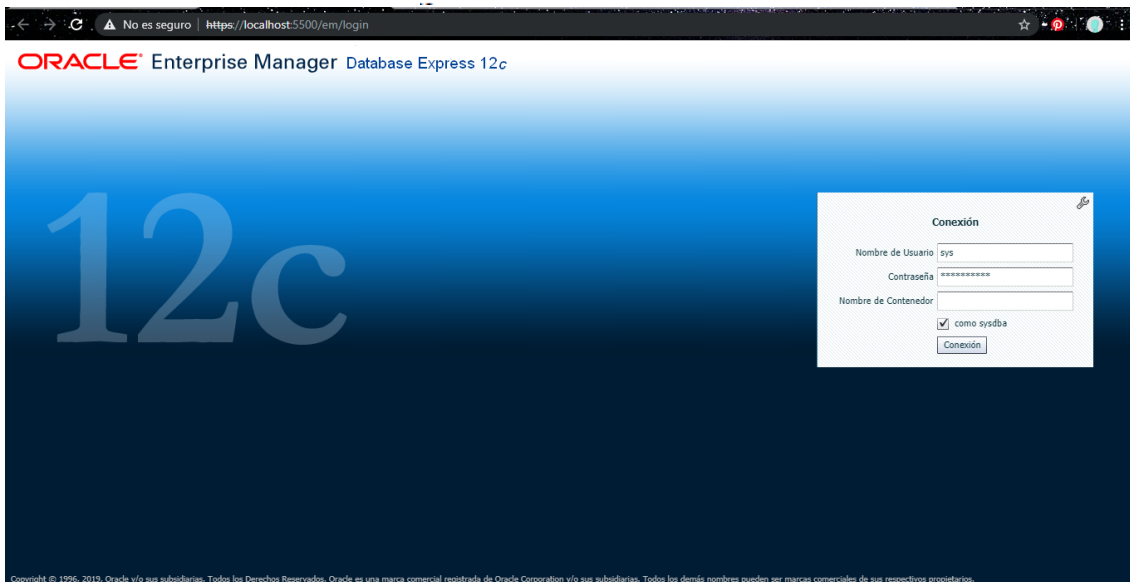 No es seguro | https://localhost:5500/em/login
ORACLE® Enterprise Manager Database Express 12c
12c
Conexión
Nombre de Usuario sys
Contraseña **********
Nombre de Contenedor
como sysdba
Conexión
Copyright © 1996, 2019, Oracle y/o sus subsidiarias. Todos los Derechos Reservados. Oracle es una marca comercial registrada de Oracle Corporation y/o sus subsidiarias. Todos los demás nombres pueden ser marcas comerciales de sus respectivos propietarios.